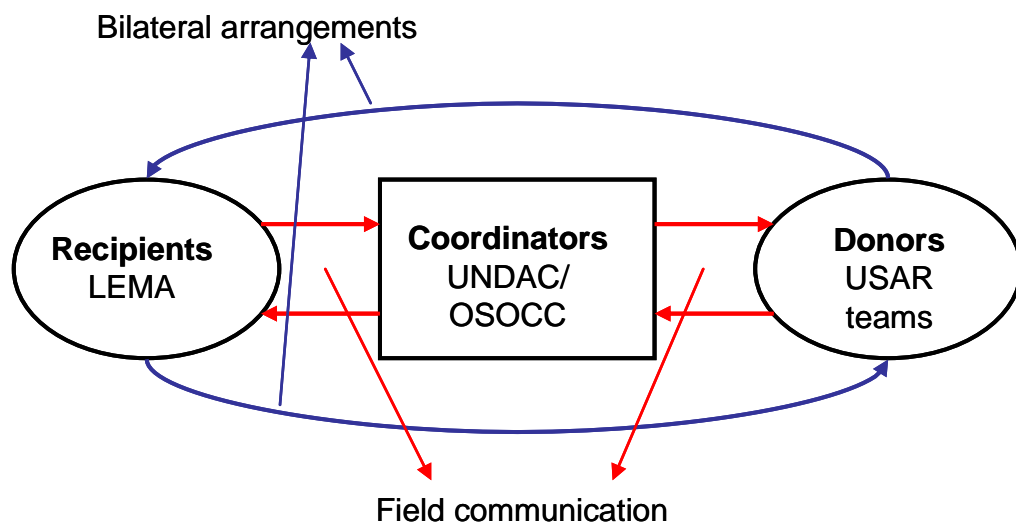 Bilateral arrangements
Recipients
LEMA
Coordinators
UNDAC/
OSOCC
Donors
USAR
teams
Field communication